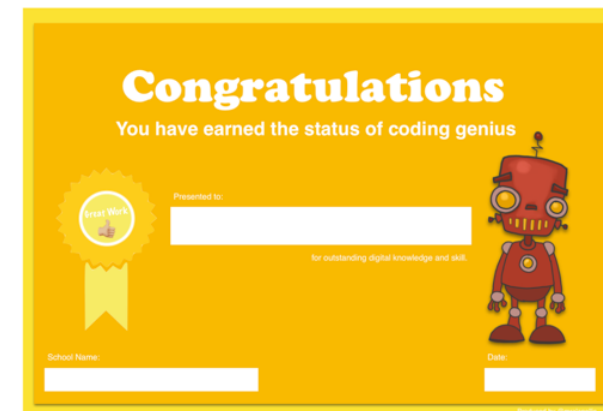 Congratulations
You have earned the status of coding genius
Great Work
Presented to:
for outstanding digital knowledge and skill.
School Name:
Date: